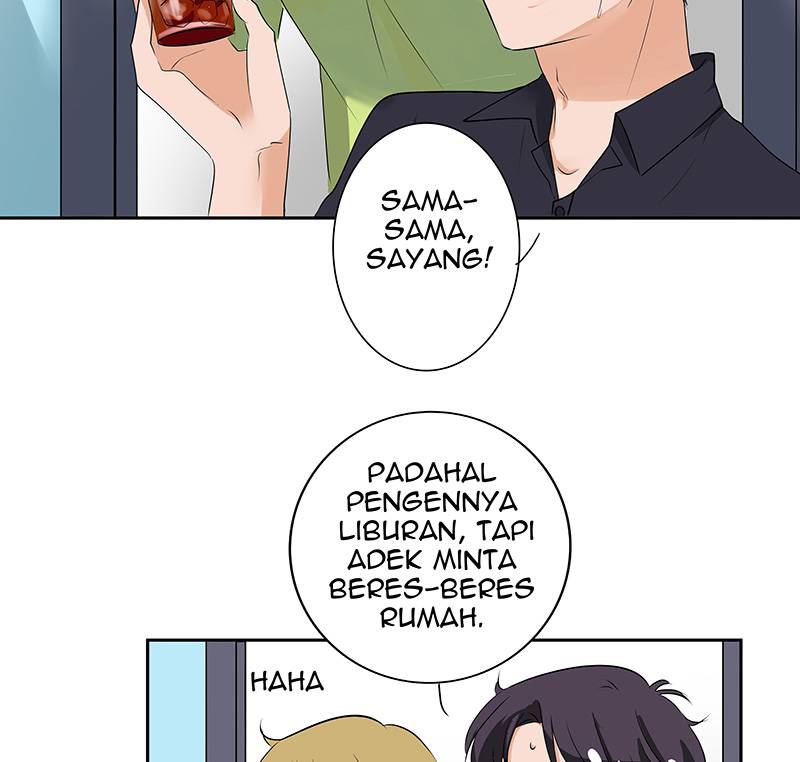 SAMA-
SAMA,
SAYANG!
PADAHAL
PENGENNYA
LIBURAN, TAPI
ADEK MINTA
BERES-BERES
RUMAH.
HAHA